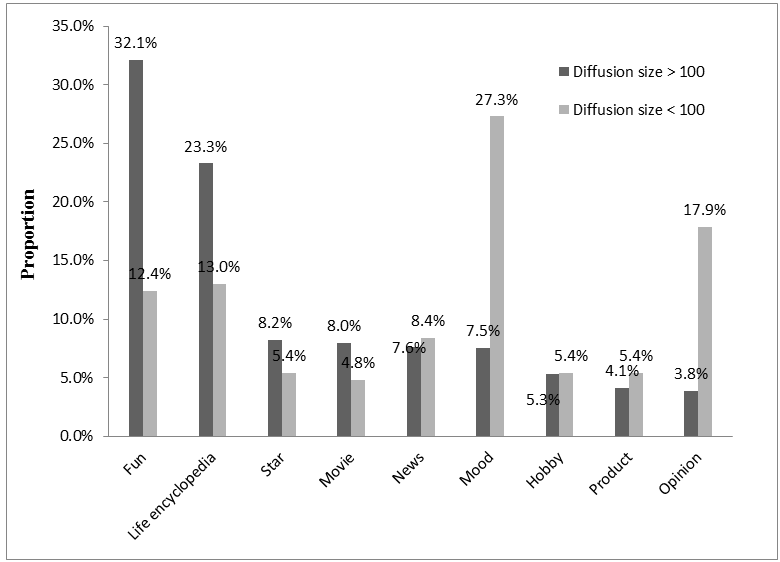 35.0%
30.0%
25.0%
20.0%
15.0%
10.0%
5.0%
0.0%
Proportion
32.1%
12.4%
23.3%
13.0%
8.2%
5.4%
8.0%
4.8%
7.6%
8.4%
7.5%
27.3%
5.3%
5.4%
4.1%
5.4%
3.8%
17.9%
Diffusion size > 100
Diffusion size < 100
Fun
Life encyclopedia
Star
Movie
News
Mood
Hobby
Product
Opinion